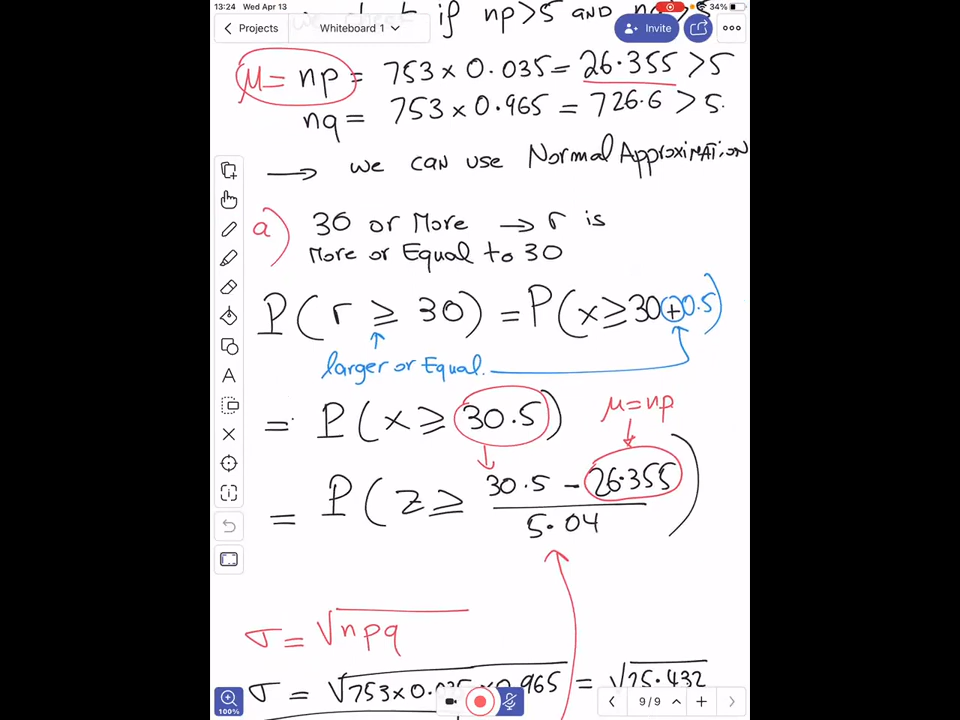 13:24 Wed Apr 13 34%
if np>5 AND
Projects Whiteboard 1 Invite
μ = np = 753 × 0.035 = 26.355 > 5
nq = 753 × 0.965 = 726.6 > 5
→ we can use Normal Approximation
a) 30 or More → r is
More or Equal to 30
P(r ≥ 30) = P(x ≥ 30 + 0.5)
larger or Equal
= P(x ≥ 30.5)
μ=np
= P(z ≥ (30.5 - 26.355) / 5.04)
σ = √npq
σ = √753 × 0.035 × 0.965 = √25.432
100% 9/9